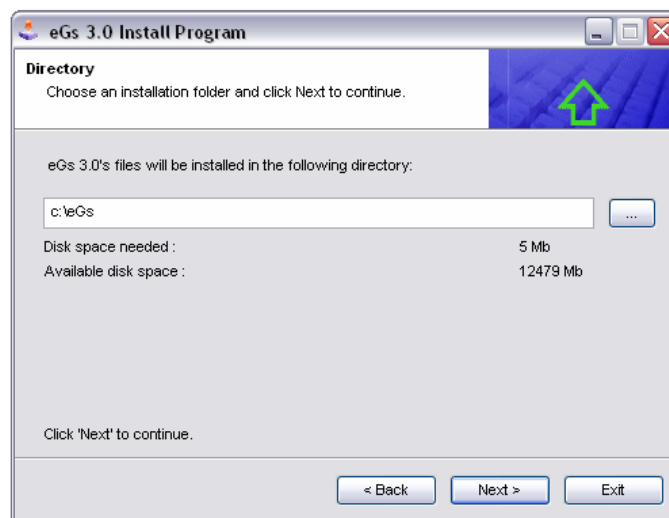 eGs 3.0 Install Program
Directory
Choose an installation folder and click Next to continue.
eGs 3.0's files will be installed in the following directory:
c:\eGs
...
Disk space needed : 5 Mb
Available disk space : 12479 Mb
Click 'Next' to continue.
< Back Next > Exit